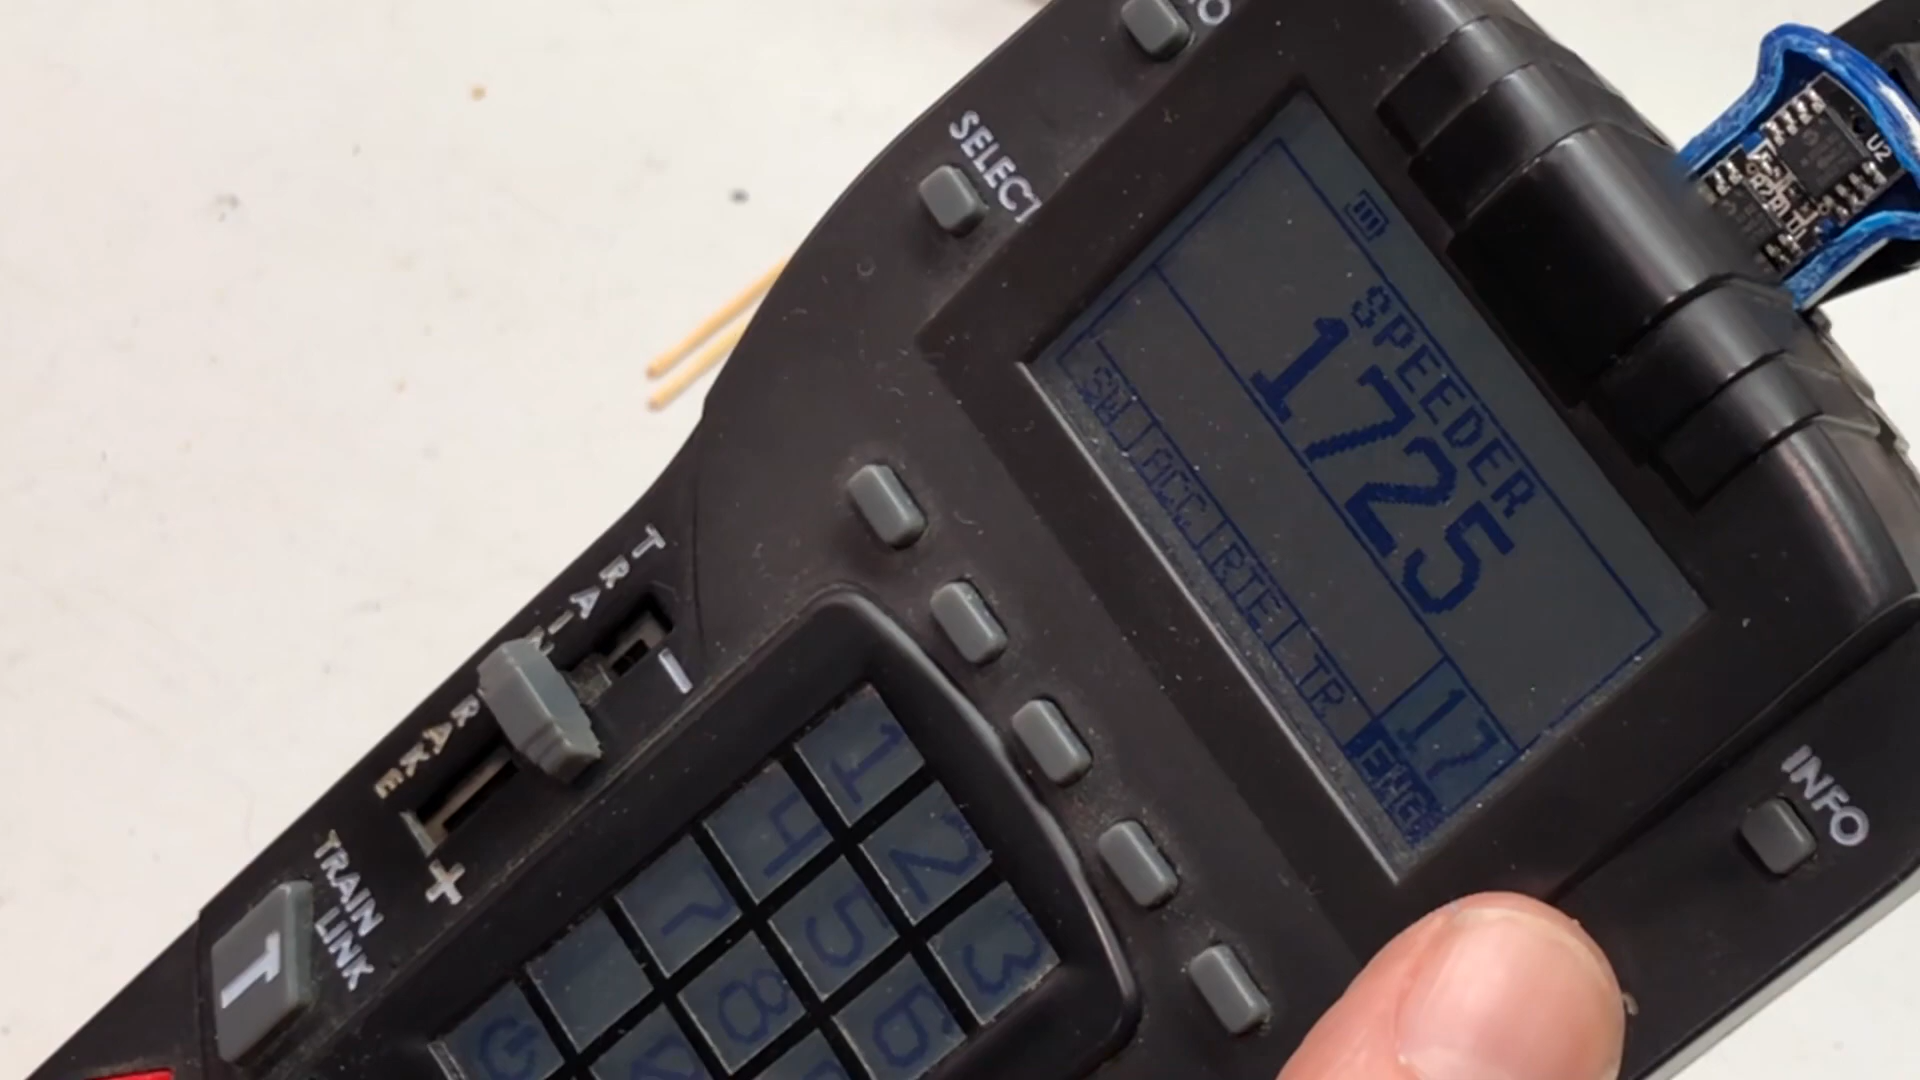 SELECT
SPEEDER
1725
17
SW ACC RTE TR ENG
INFO
TRAIN
BRAKE
TRAIN
LINK
T
1 2 3
4 5 6
7 8
U2